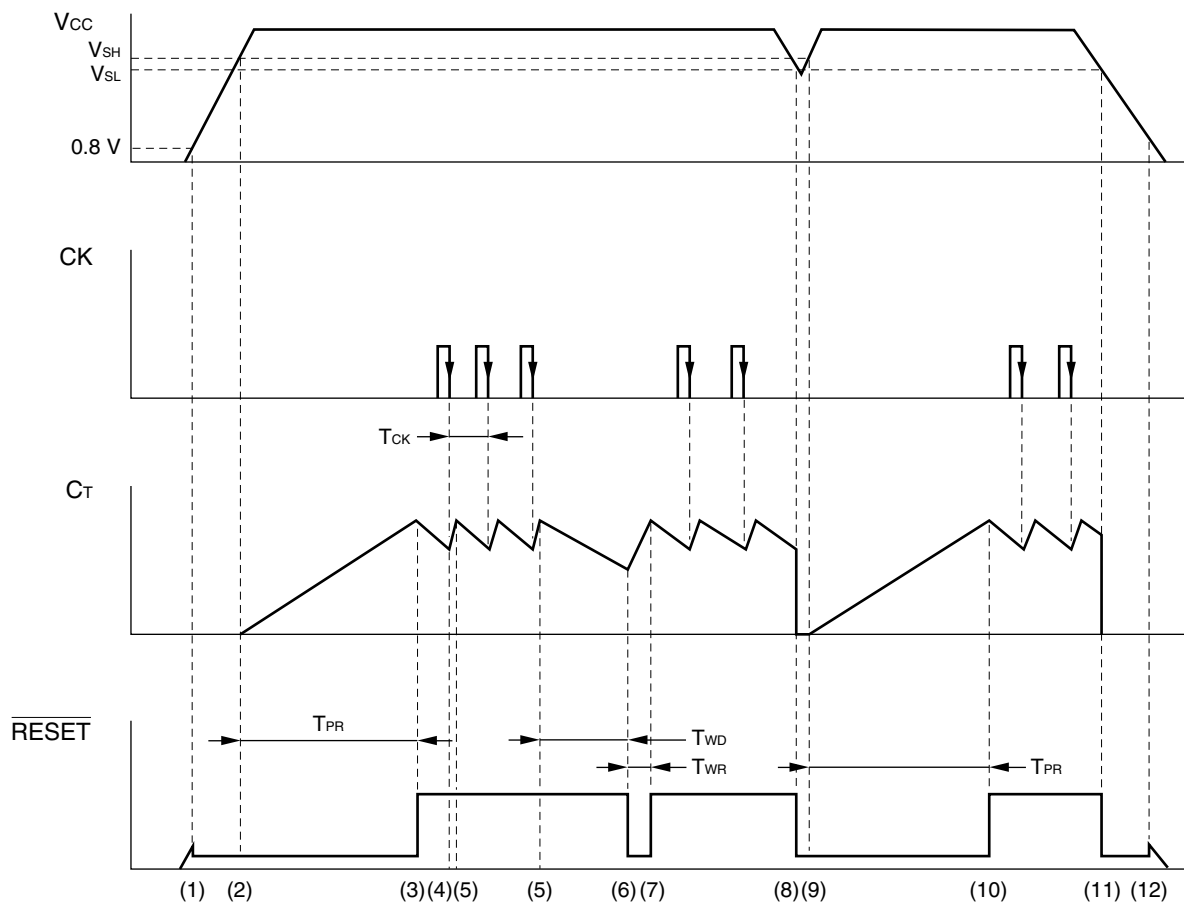 VCC
VSH
VSL
0.8 V
CK
TCK
CT
RESET
TPR
TWD
TWR
TPR
(1) (2) (3) (4) (5) (5) (6) (7) (8) (9) (10) (11) (12)